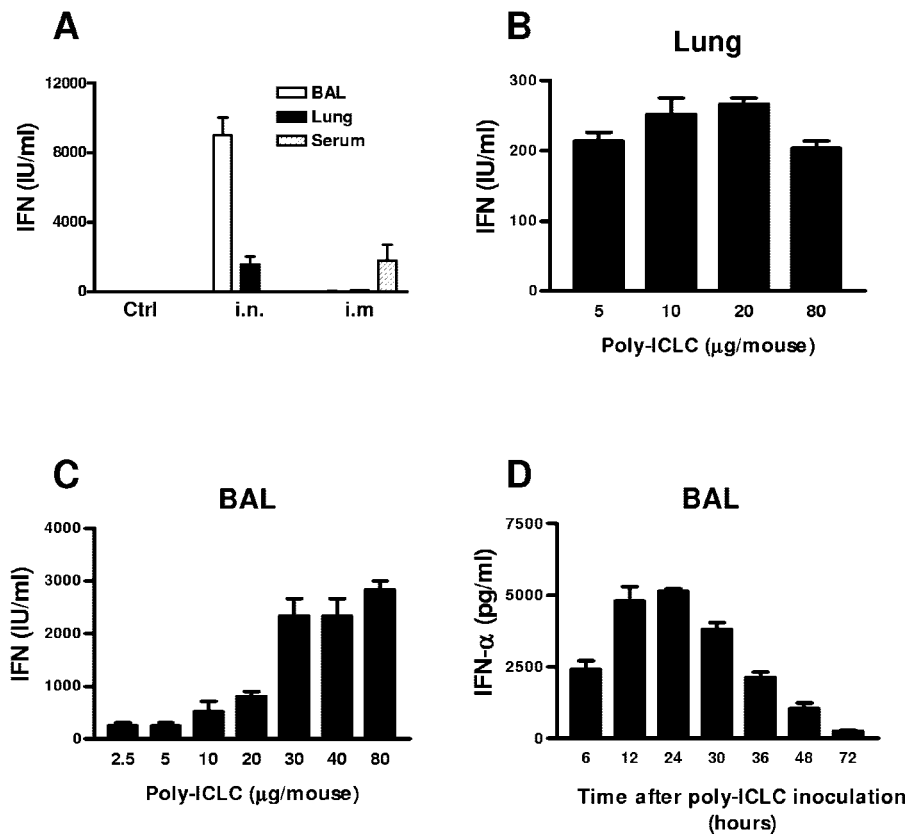 A
12000
8000
4000
0
IFN (IU/ml)
BAL
Lung
Serum
Ctrl i.n. i.m
B
Lung
300
200
100
0
IFN (IU/ml)
5 10 20 80
Poly-ICLC (μg/mouse)
C
BAL
4000
3000
2000
1000
0
IFN (IU/ml)
2.5 5 10 20 30 40 80
Poly-ICLC (μg/mouse)
D
BAL
7500
5000
2500
0
IFN-α (pg/ml)
6 12 24 30 36 48 72
Time after poly-ICLC inoculation
(hours)